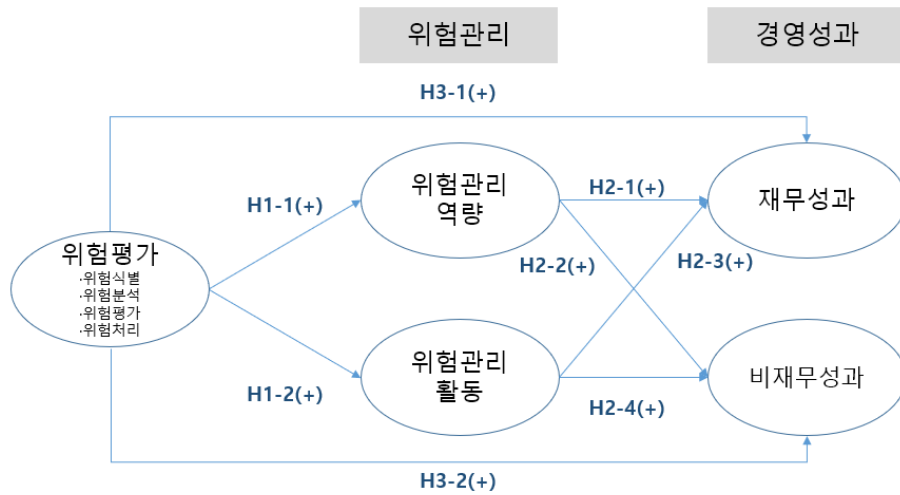 위험관리
경영성과
H3-1(+)
위험관리
역량
H2-1(+)
재무성과
H1-1(+)
위험평가
·위험식별
·위험분석
·위험평가
·위험처리
H2-2(+)
H2-3(+)
위험관리
활동
비재무성과
H1-2(+)
H2-4(+)
H3-2(+)